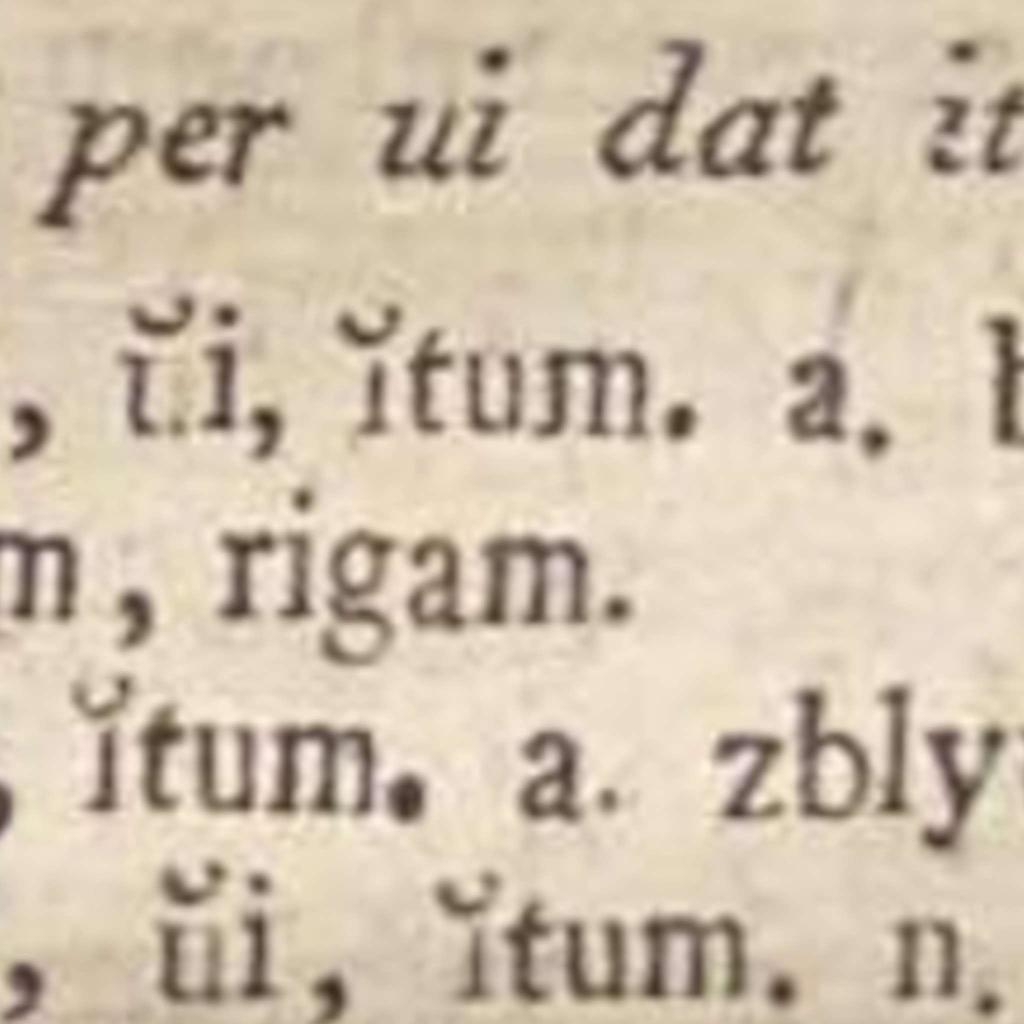 per ui dat it
, ŭi, ĭtum. a. b
m, rigam.
, ĭtum. a. zbly
, ŭi, ĭtum. n.